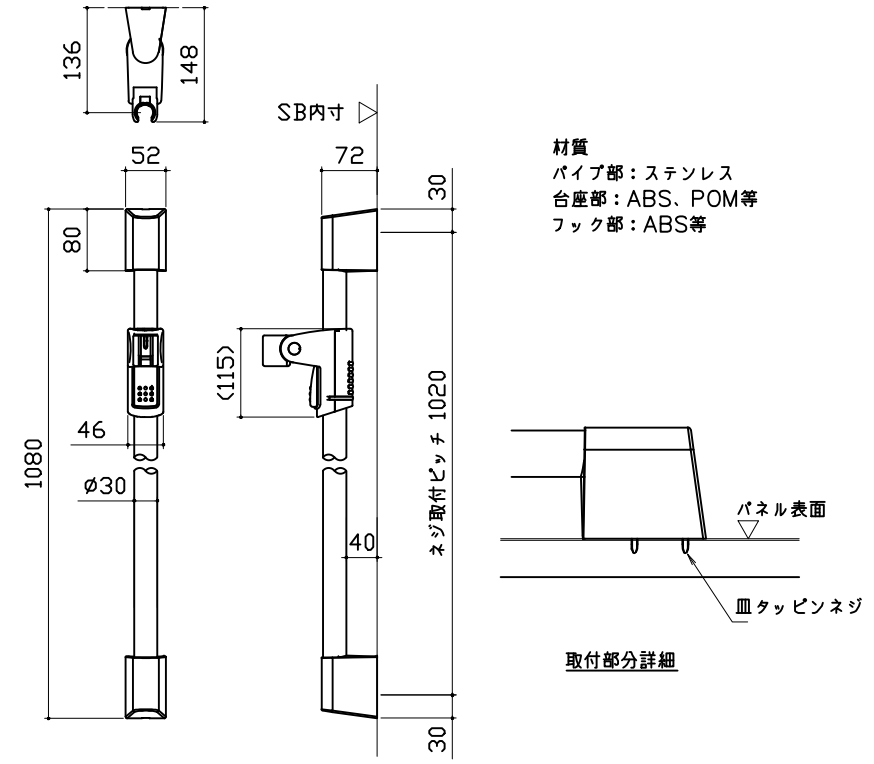 136
148
SB内寸
52
72
30
80
材質
パイプ部：ステンレス
台座部：ABS、POM等
フック部：ABS等
(115)
46
1080
ø30
ネジ取付ピッチ 1020
40
30
パネル表面
皿タッピンネジ
取付部分詳細